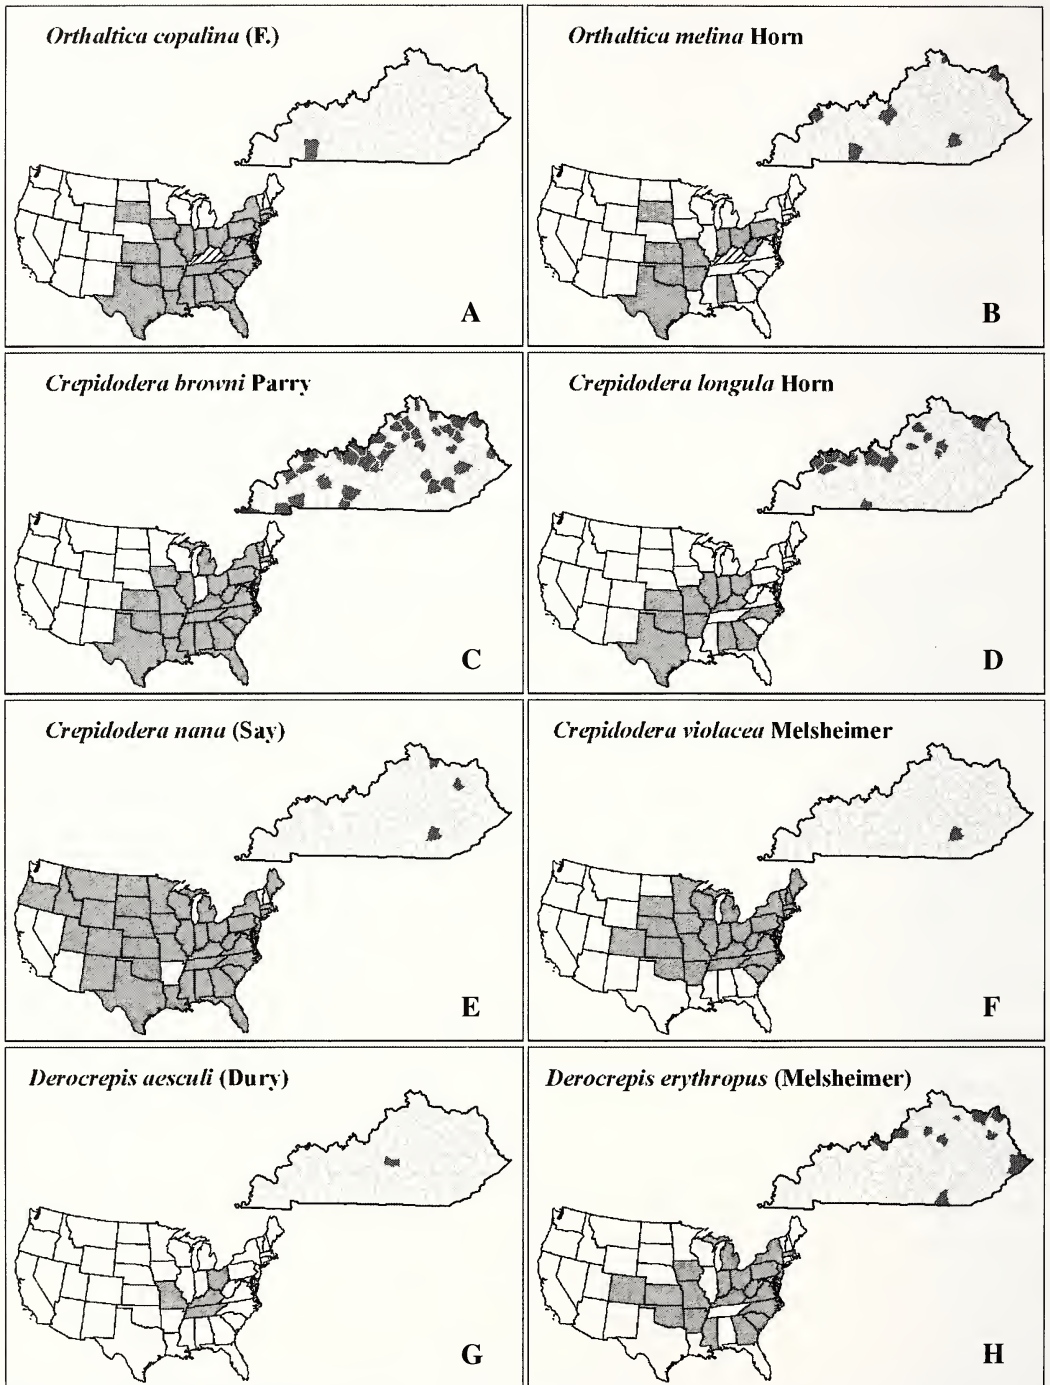 Orthaltica copalina (F.)
A
Orthaltica melina Horn
B
Crepidodera browni Parry
C
Crepidodera longula Horn
D
Crepidodera nana (Say)
E
Crepidodera violacea Melsheimer
F
Derocrepis aesculi (Dury)
G
Derocrepis erythropus (Melsheimer)
H